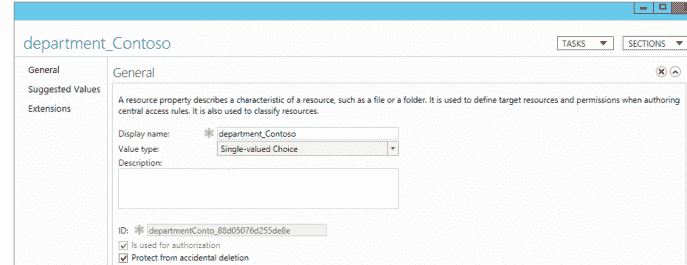 department_Contoso
TASKS
SECTIONS
General
Suggested Values
Extensions
General
A resource property describes a characteristic of a resource, such as a file or a folder. It is used to define target resources and permissions when authoring
central access rules. It is also used to classify resources.
Display name: department_Contoso
Value type: Single-valued Choice
Description:
ID: departmentConto_88d05076d255de8e
Is used for authorization
Protect from accidental deletion